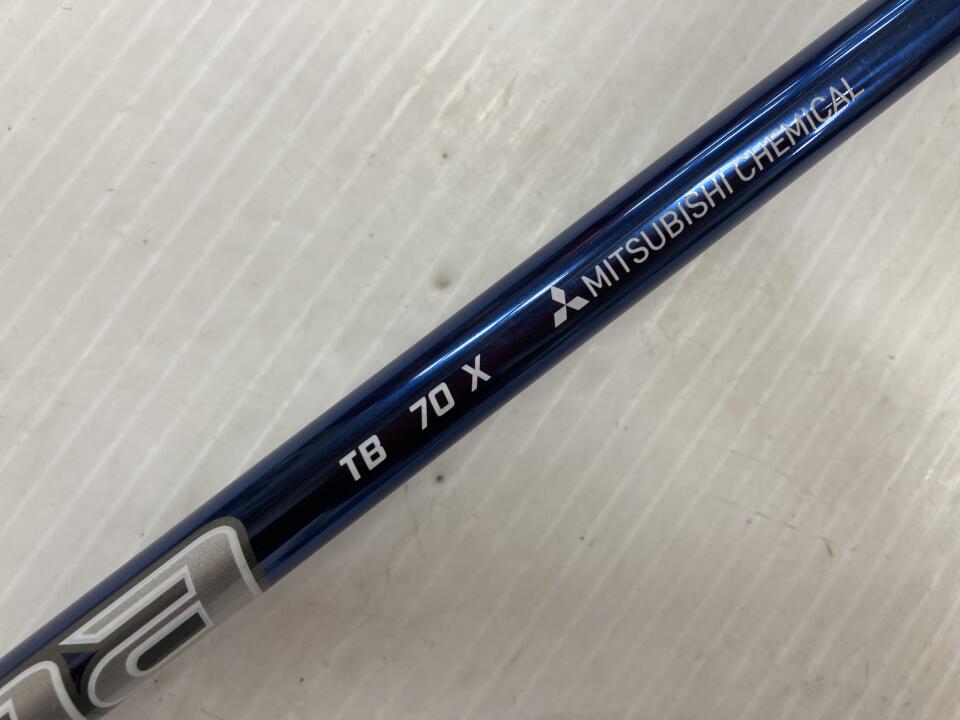 TB 70 X MITSUBISHI CHEMICAL